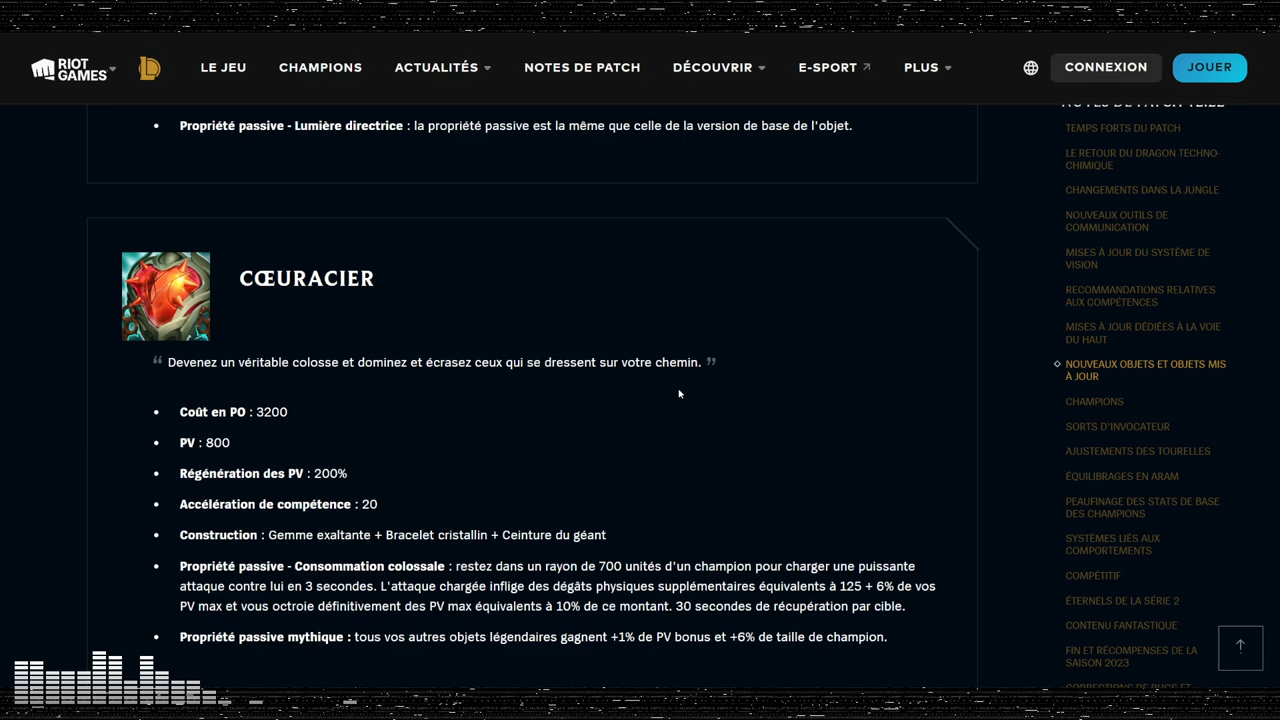 RIOT GAMES
LE JEU
CHAMPIONS
ACTUALITÉS
NOTES DE PATCH
DÉCOUVRIR
E-SPORT
PLUS
CONNEXION
JOUER
• Propriété passive - Lumière directrice : la propriété passive est la même que celle de la version de base de l'objet.
CŒURACIER
“ Devenez un véritable colosse et dominez et écrasez ceux qui se dressent sur votre chemin. ”
• Coût en PO : 3200
• PV : 800
• Régénération des PV : 200%
• Accélération de compétence : 20
• Construction : Gemme exaltante + Bracelet cristallin + Ceinture du géant
• Propriété passive - Consommation colossale : restez dans un rayon de 700 unités d'un champion pour charger une puissante
attaque contre lui en 3 secondes. L'attaque chargée inflige des dégâts physiques supplémentaires équivalents à 125 + 6% de vos
PV max et vous octroie définitivement des PV max équivalents à 10% de ce montant. 30 secondes de récupération par cible.
• Propriété passive mythique : tous vos autres objets légendaires gagnent +1% de PV bonus et +6% de taille de champion.
NOTES DE PATCH
TEMPS FORTS DU PATCH
LE RETOUR DU DRAGON TECHNO-
CHIMIQUE
CHANGEMENTS DANS LA JUNGLE
NOUVEAUX OUTILS DE
COMMUNICATION
MISES À JOUR DU SYSTÈME DE
VISION
RECOMMANDATIONS RELATIVES
AUX COMPÉTENCES
MISES À JOUR DÉDIÉES À LA VOIE
DU HAUT
NOUVEAUX OBJETS ET OBJETS MIS
À JOUR
CHAMPIONS
SORTS D'INVOCATEUR
AJUSTEMENTS DES TOURELLES
ÉQUILIBRAGES EN ARAM
PEAUFINAGE DES STATS DE BASE
DES CHAMPIONS
SYSTÈMES LIÉS AUX
COMPORTEMENTS
COMPÉTITIF
ÉTERNELS DE LA SÉRIE 2
CONTENU FANTASTIQUE
FIN ET RÉCOMPENSES DE LA
SAISON 2023